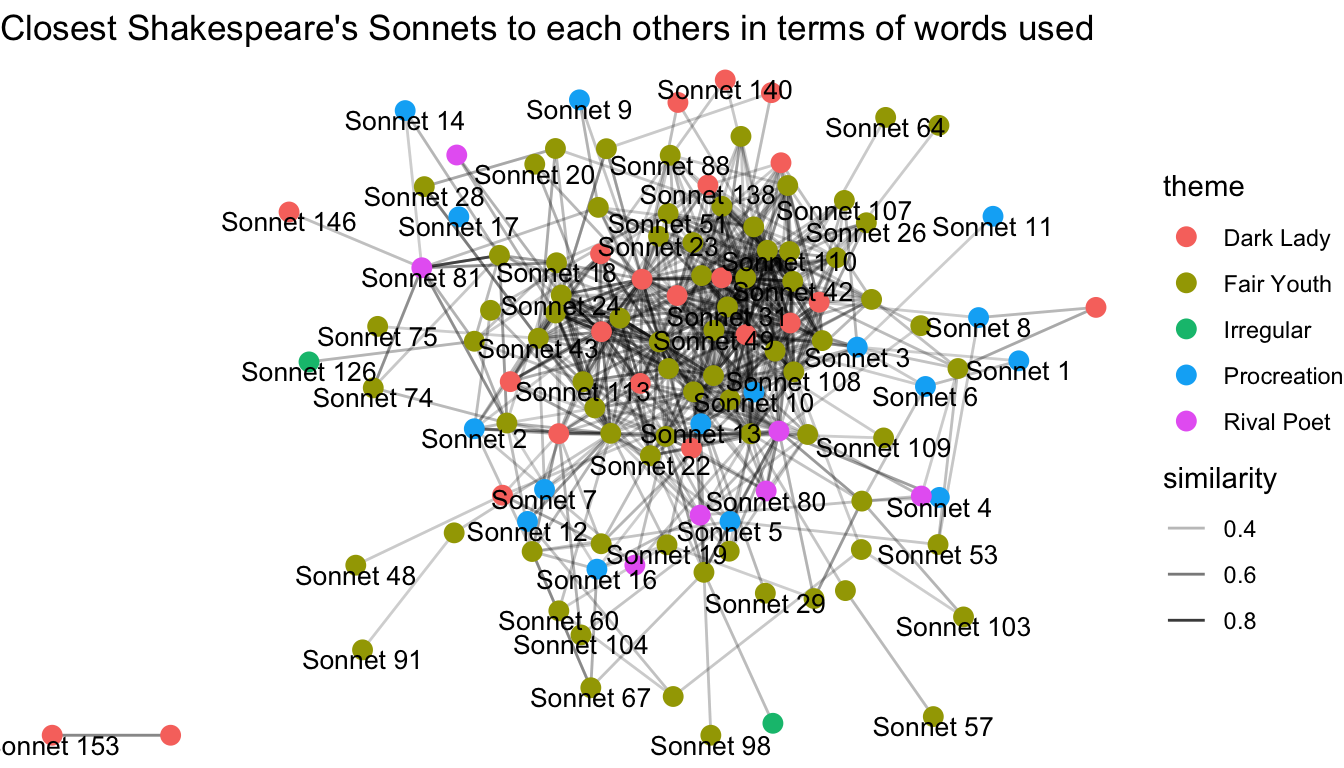 Closest Shakespeare's Sonnets to each others in terms of words used
Sonnet 140
Sonnet 14
Sonnet 9
Sonnet 64
Sonnet 88
Sonnet 20
Sonnet 28
Sonnet 138
Sonnet 107
Sonnet 146
Sonnet 17
Sonnet 51
Sonnet 26
Sonnet 11
Sonnet 23
Sonnet 110
Sonnet 81
Sonnet 18
Sonnet 42
Sonnet 24
Sonnet 31
Sonnet 8
Sonnet 75
Sonnet 43
Sonnet 49
Sonnet 3
Sonnet 126
Sonnet 1
Sonnet 74
Sonnet 113
Sonnet 108
Sonnet 10
Sonnet 6
Sonnet 2
Sonnet 13
Sonnet 109
Sonnet 22
Sonnet 7
Sonnet 80
Sonnet 4
Sonnet 12
Sonnet 5
Sonnet 19
Sonnet 53
Sonnet 48
Sonnet 16
Sonnet 29
Sonnet 60
Sonnet 103
Sonnet 104
Sonnet 91
Sonnet 67
Sonnet 57
onnet 153
Sonnet 98
theme
Dark Lady
Fair Youth
Irregular
Procreation
Rival Poet
similarity
0.4
0.6
0.8